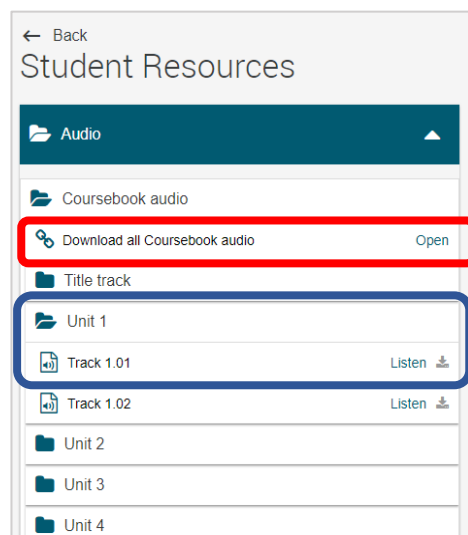 ← Back
Student Resources
Audio
Coursebook audio
Download all Coursebook audio Open
Title track
Unit 1
Track 1.01 Listen
Track 1.02 Listen
Unit 2
Unit 3
Unit 4